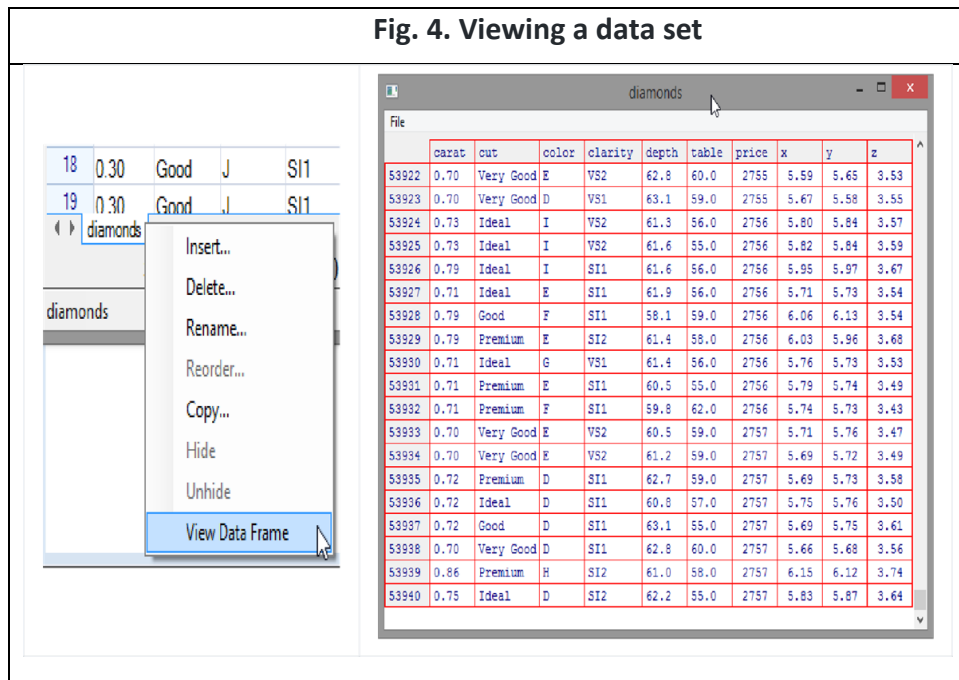 Fig. 4. Viewing a data set
18 0.30 Good J SI1
19 0.30 Good J SI1
diamonds
Insert...
Delete...
Rename...
Reorder...
Copy...
Hide
Unhide
View Data Frame
)
diamonds
diamonds
File
carat cut color clarity depth table price x y z
53922 0.70 Very Good E VS2 62.8 60.0 2755 5.59 5.65 3.53
53923 0.70 Very Good D VS1 63.1 59.0 2755 5.67 5.58 3.55
53924 0.73 Ideal I VS2 61.3 56.0 2756 5.80 5.84 3.57
53925 0.73 Ideal I VS2 61.6 55.0 2756 5.82 5.84 3.59
53926 0.79 Ideal I SI1 61.6 56.0 2756 5.95 5.97 3.67
53927 0.71 Ideal E SI1 61.9 56.0 2756 5.71 5.73 3.54
53928 0.79 Good F SI1 58.1 59.0 2756 6.06 6.13 3.54
53929 0.79 Premium E SI2 61.4 58.0 2756 6.03 5.96 3.68
53930 0.71 Ideal G VS1 61.4 56.0 2756 5.76 5.73 3.53
53931 0.71 Premium E SI1 60.5 55.0 2756 5.79 5.74 3.49
53932 0.71 Premium F SI1 59.8 62.0 2756 5.74 5.73 3.43
53933 0.70 Very Good E VS2 60.5 59.0 2757 5.71 5.76 3.47
53934 0.70 Very Good E VS2 61.2 59.0 2757 5.69 5.72 3.49
53935 0.72 Premium D SI1 62.7 59.0 2757 5.69 5.73 3.58
53936 0.72 Ideal D SI1 60.8 57.0 2757 5.75 5.76 3.50
53937 0.72 Good D SI1 63.1 55.0 2757 5.69 5.75 3.61
53938 0.70 Very Good D SI1 62.8 60.0 2757 5.66 5.68 3.56
53939 0.86 Premium H SI2 61.0 58.0 2757 6.15 6.12 3.74
53940 0.75 Ideal D SI2 62.2 55.0 2757 5.83 5.87 3.64